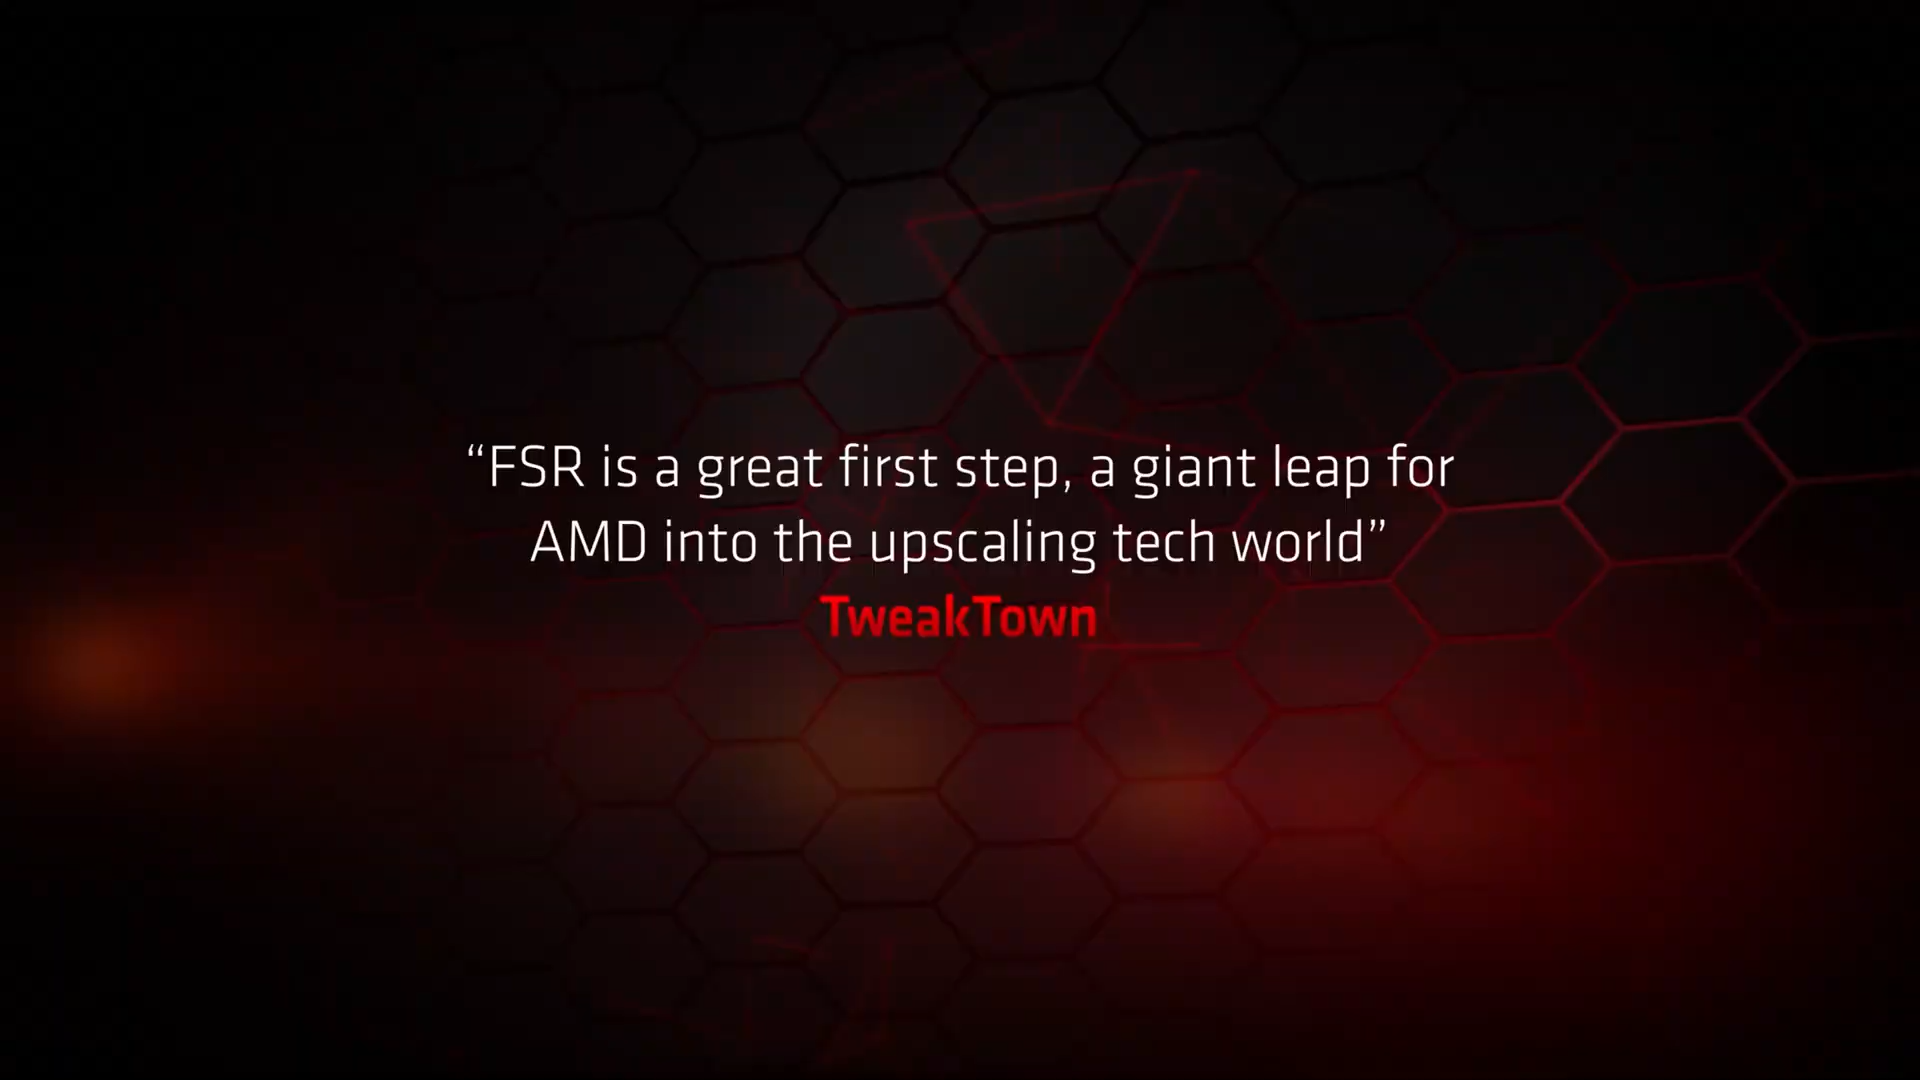 “FSR is a great first step, a giant leap for
AMD into the upscaling tech world”
TweakTown